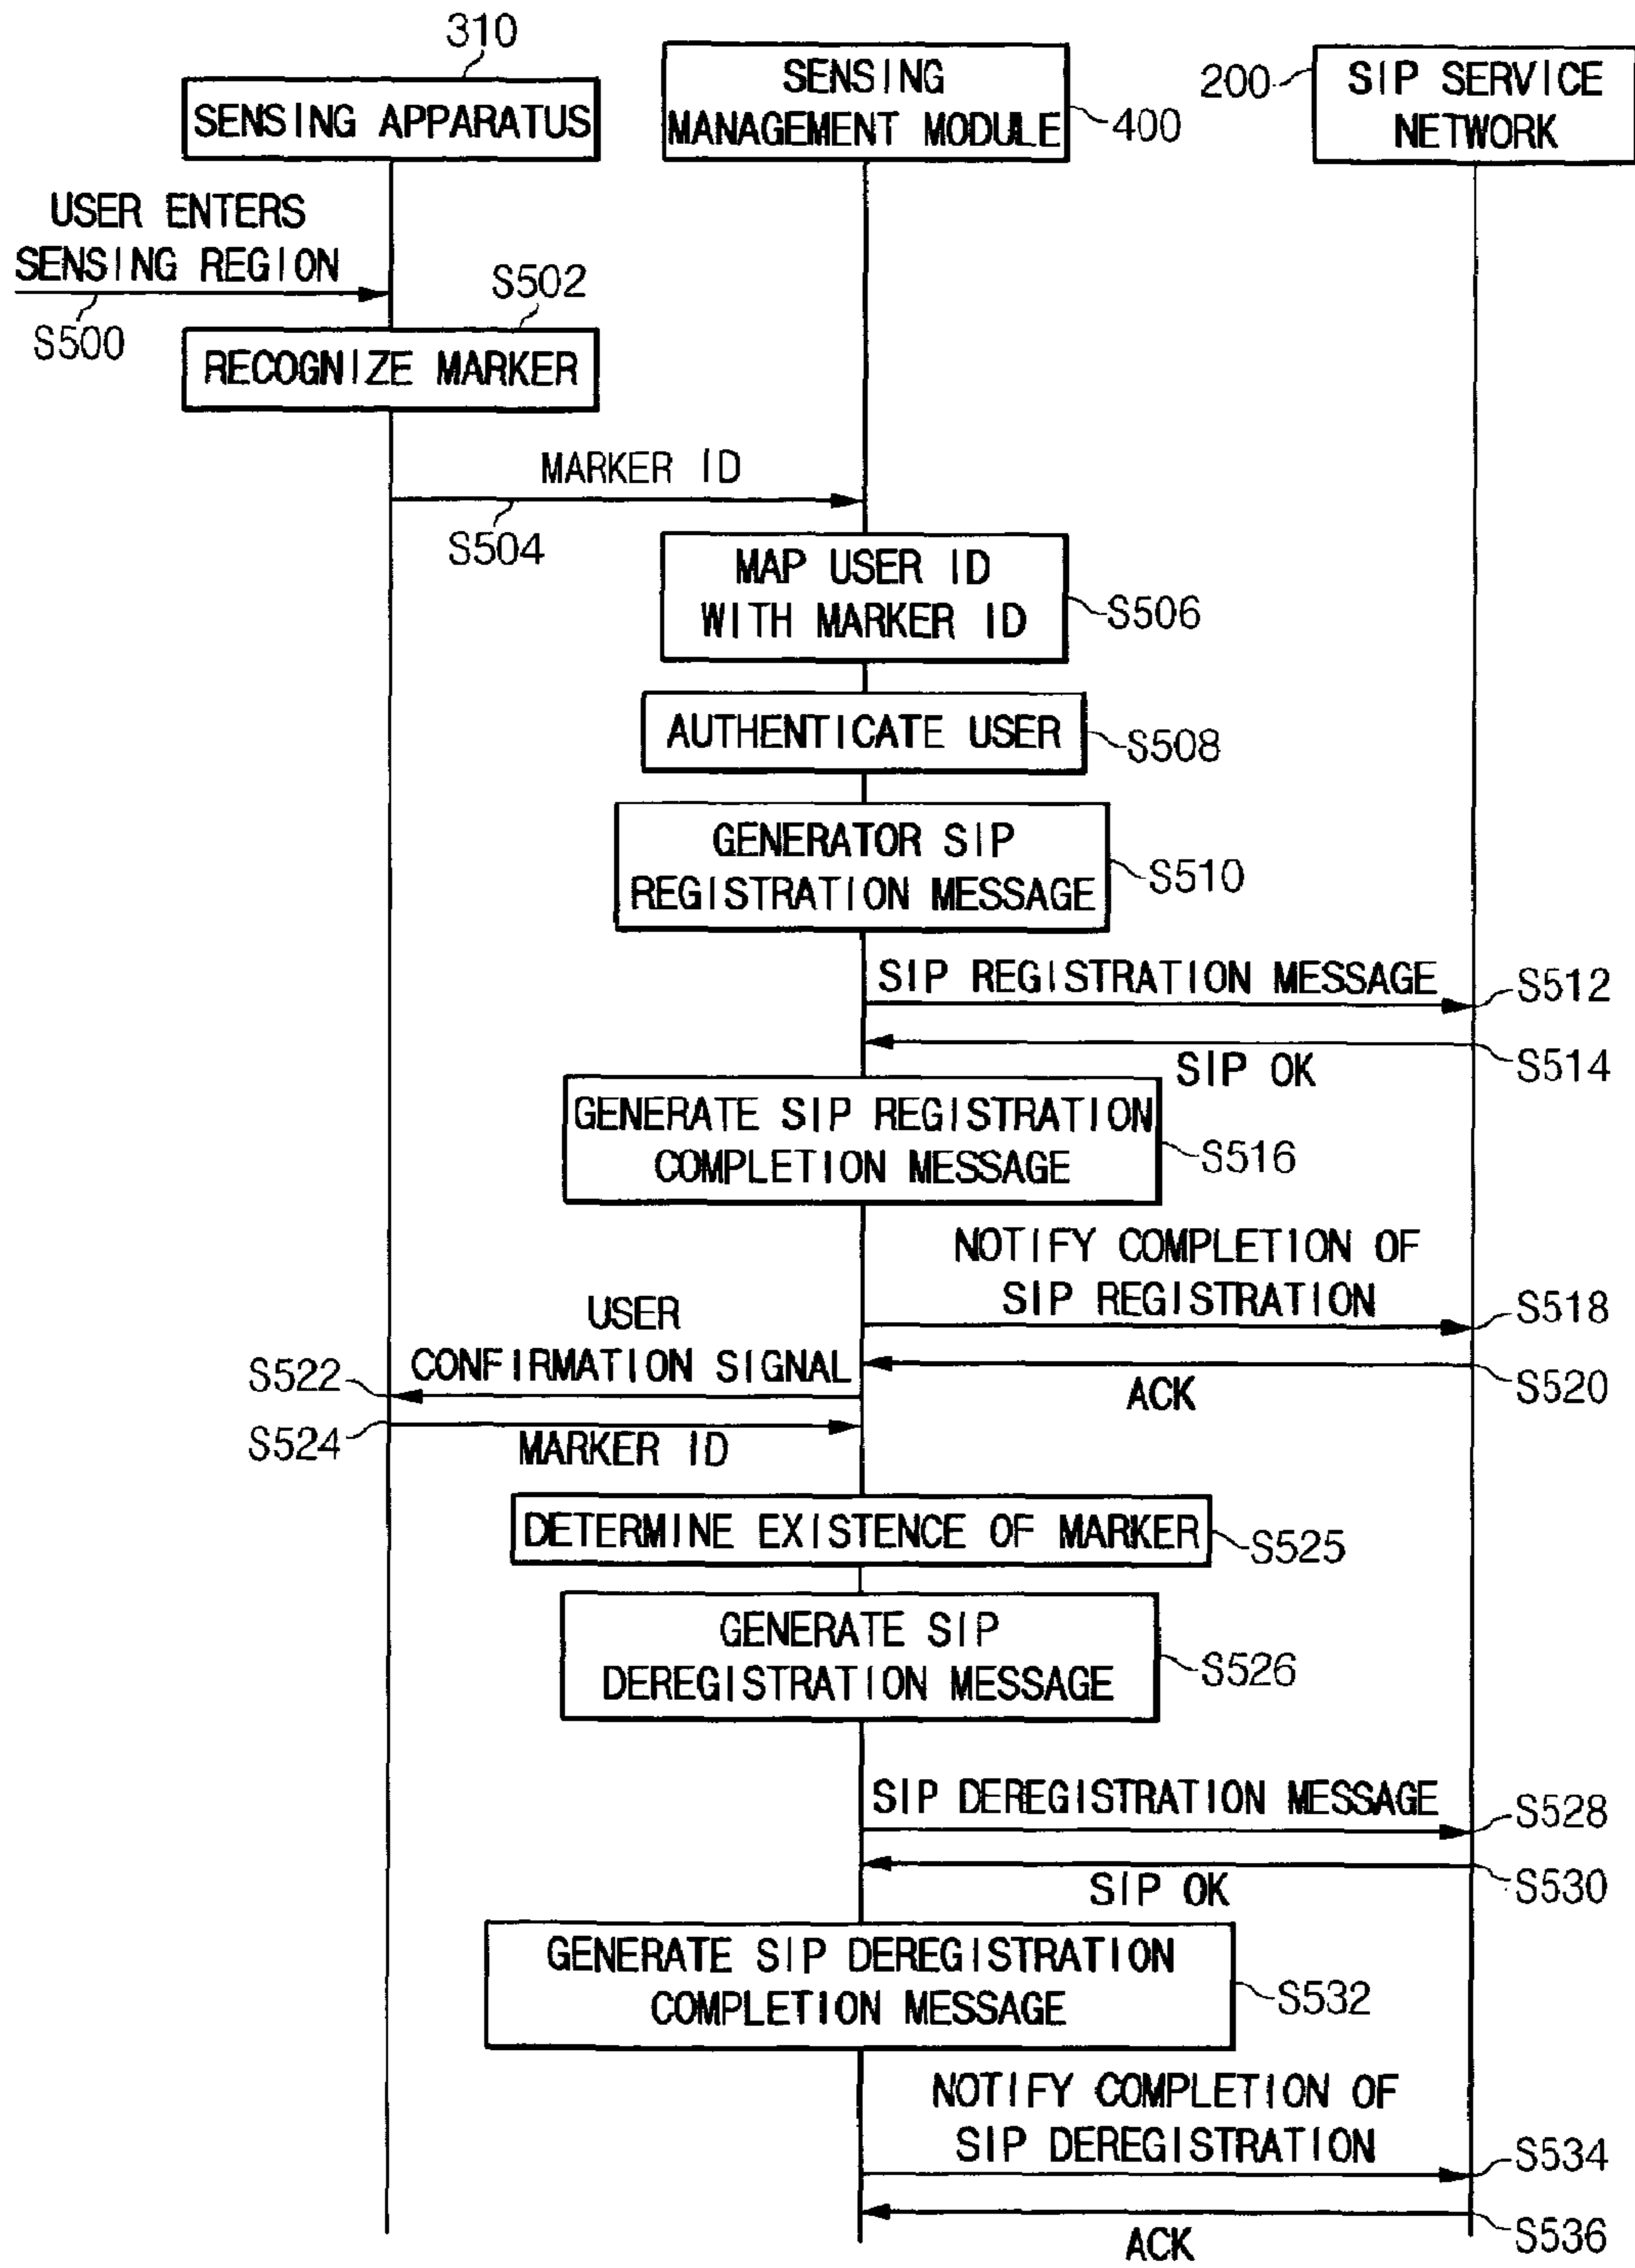 310
SENSING APPARATUS
SENSING
MANAGEMENT MODULE
400
200
SIP SERVICE
NETWORK
USER ENTERS
SENSING REGION
S500
S502
RECOGNIZE MARKER
MARKER ID
S504
MAP USER ID
WITH MARKER ID
S506
AUTHENTICATE USER
S508
GENERATOR SIP
REGISTRATION MESSAGE
S510
SIP REGISTRATION MESSAGE
S512
SIP OK
S514
GENERATE SIP REGISTRATION
COMPLETION MESSAGE
S516
NOTIFY COMPLETION OF
SIP REGISTRATION
S518
USER
CONFIRMATION SIGNAL
S522
ACK
S520
S524
MARKER ID
DETERMINE EXISTENCE OF MARKER
S525
GENERATE SIP
DEREGISTRATION MESSAGE
S526
SIP DEREGISTRATION MESSAGE
S528
SIP OK
S530
GENERATE SIP DEREGISTRATION
COMPLETION MESSAGE
S532
NOTIFY COMPLETION OF
SIP DEREGISTRATION
S534
ACK
S536